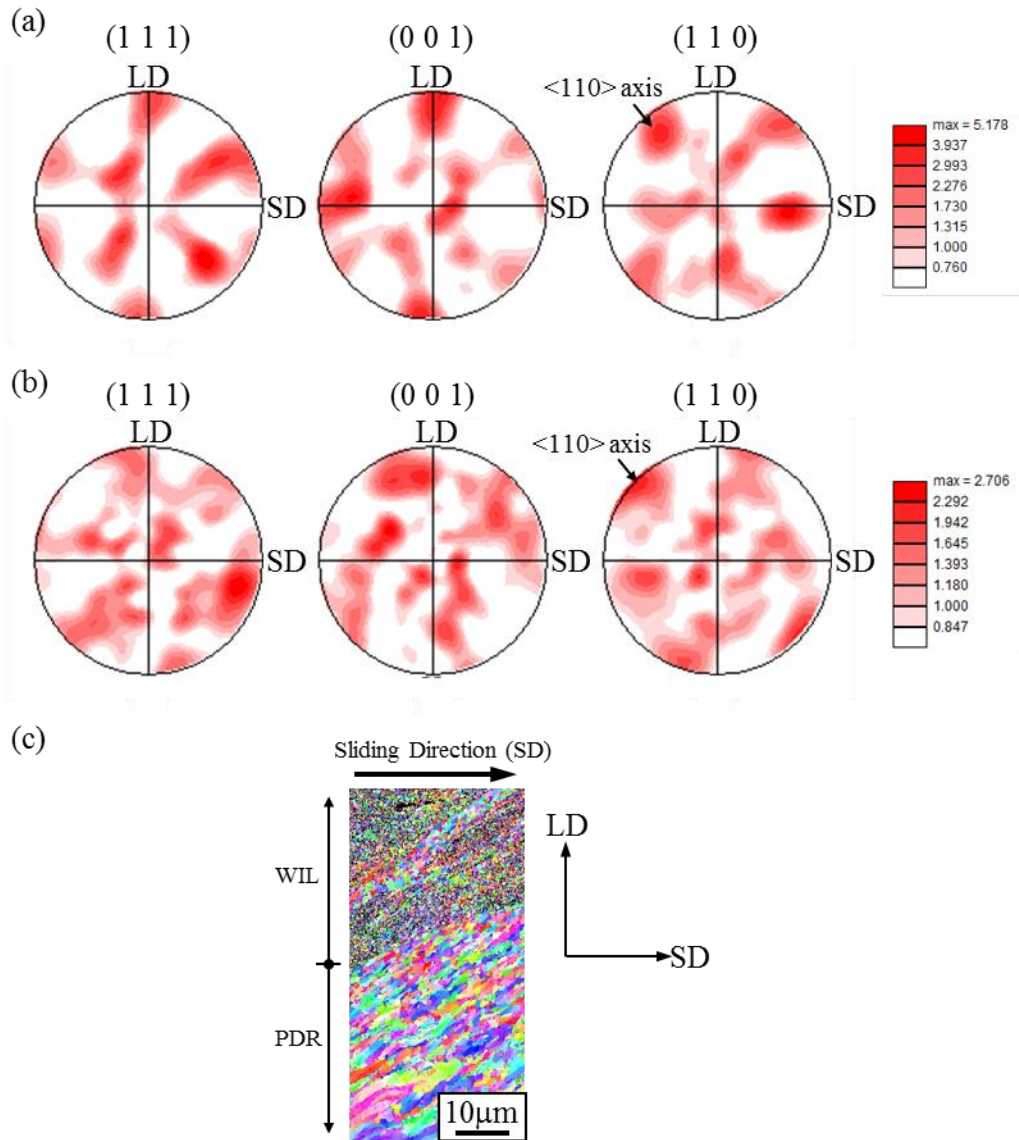 (a)
(1 1 1)
(0 0 1)
(1 1 0)
LD
LD
LD
<110> axis
SD
SD
SD
max = 5.178
3.937
2.993
2.276
1.730
1.315
1.000
0.760
(b)
(1 1 1)
(0 0 1)
(1 1 0)
LD
LD
LD
<110> axis
SD
SD
SD
max = 2.706
2.292
1.942
1.645
1.393
1.180
1.000
0.847
(c)
Sliding Direction (SD)
LD
WIL
SD
PDR
10μm